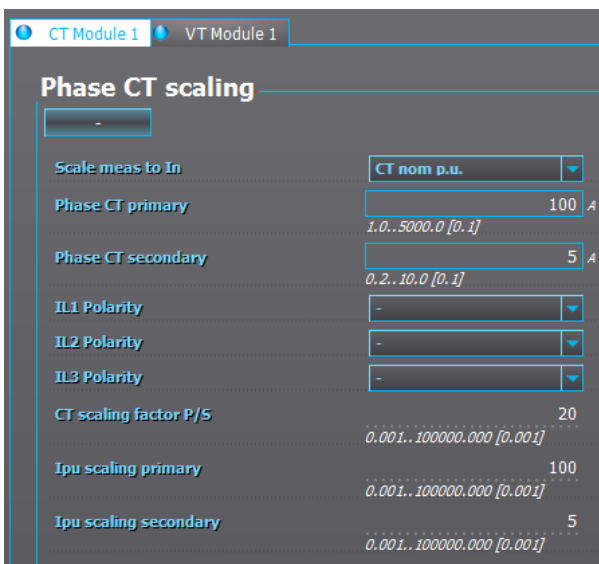 CT Module 1 VT Module 1
Phase CT scaling
-
Scale meas to In CT nom p.u.
Phase CT primary 100 A
1.0..5000.0 [0.1]
Phase CT secondary 5 A
0.2..10.0 [0.1]
IL1 Polarity -
IL2 Polarity -
IL3 Polarity -
CT scaling factor P/S 20
0.001..100000.000 [0.001]
Ipu scaling primary 100
0.001..100000.000 [0.001]
Ipu scaling secondary 5
0.001..100000.000 [0.001]